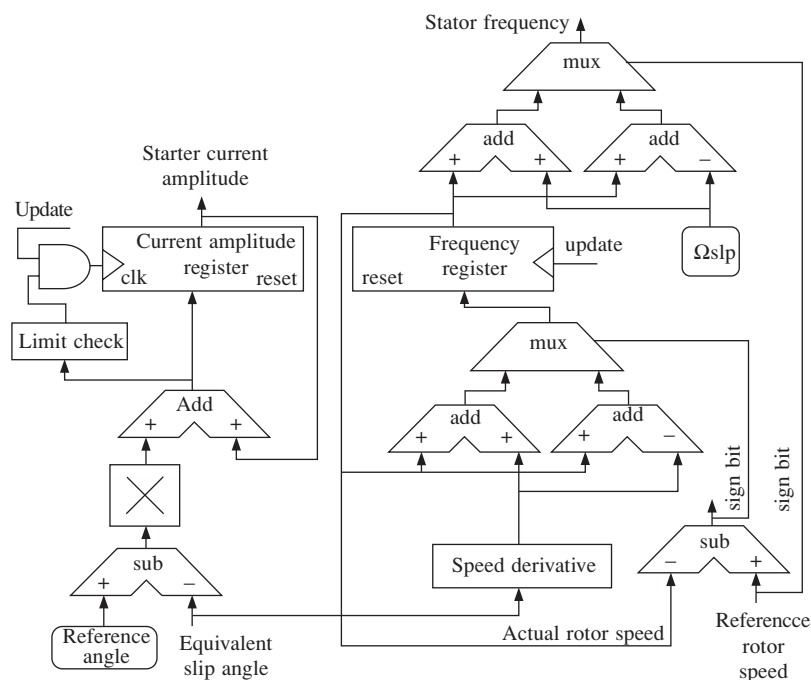 Stator frequency
mux
add
add
+ +
+ −
Starter current
amplitude
Update
Current amplitude
register
clk
reset
Frequency
register
reset
update
Ωslp
Limit check
mux
Add
+ +
add
add
+ +
+ −
sign bit
sign bit
sub
+ −
Speed derivative
sub
− +
Reference
angle
Equivalent
slip angle
Actual rotor speed
Referencce
rotor
speed